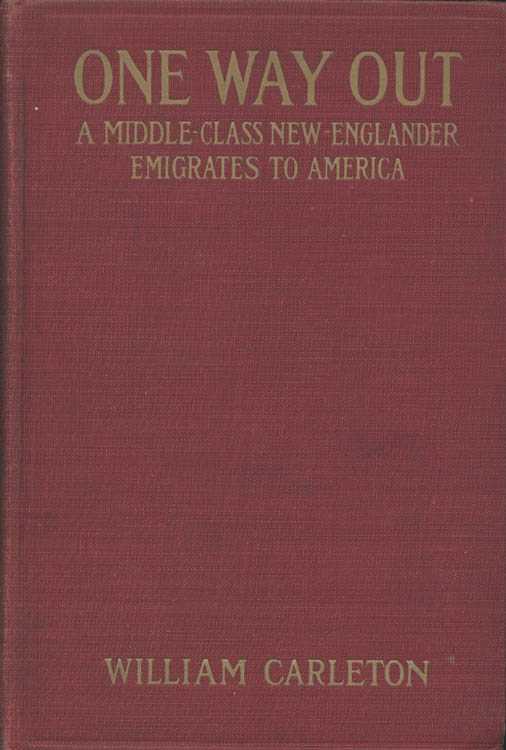 ONE WAY OUT
A MIDDLE-CLASS NEW-ENGLANDER
EMIGRATES TO AMERICA
WILLIAM CARLETON